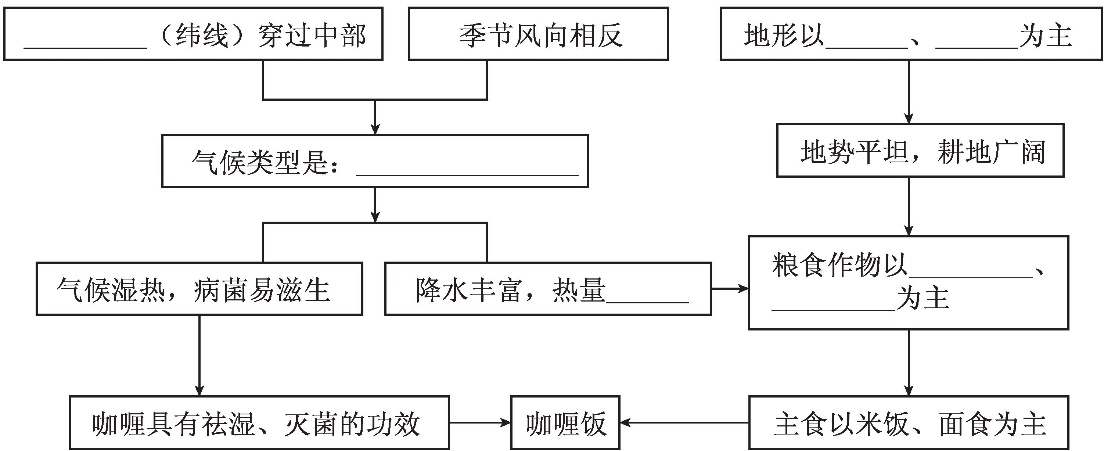 _________（纬线）穿过中部
季节风向相反
地形以______、______为主
气候类型是：________________
地势平坦，耕地广阔
气候湿热，病菌易滋生
降水丰富，热量______
粮食作物以_________、
_________为主
咖喱具有祛湿、灭菌的功效
咖喱饭
主食以米饭、面食为主